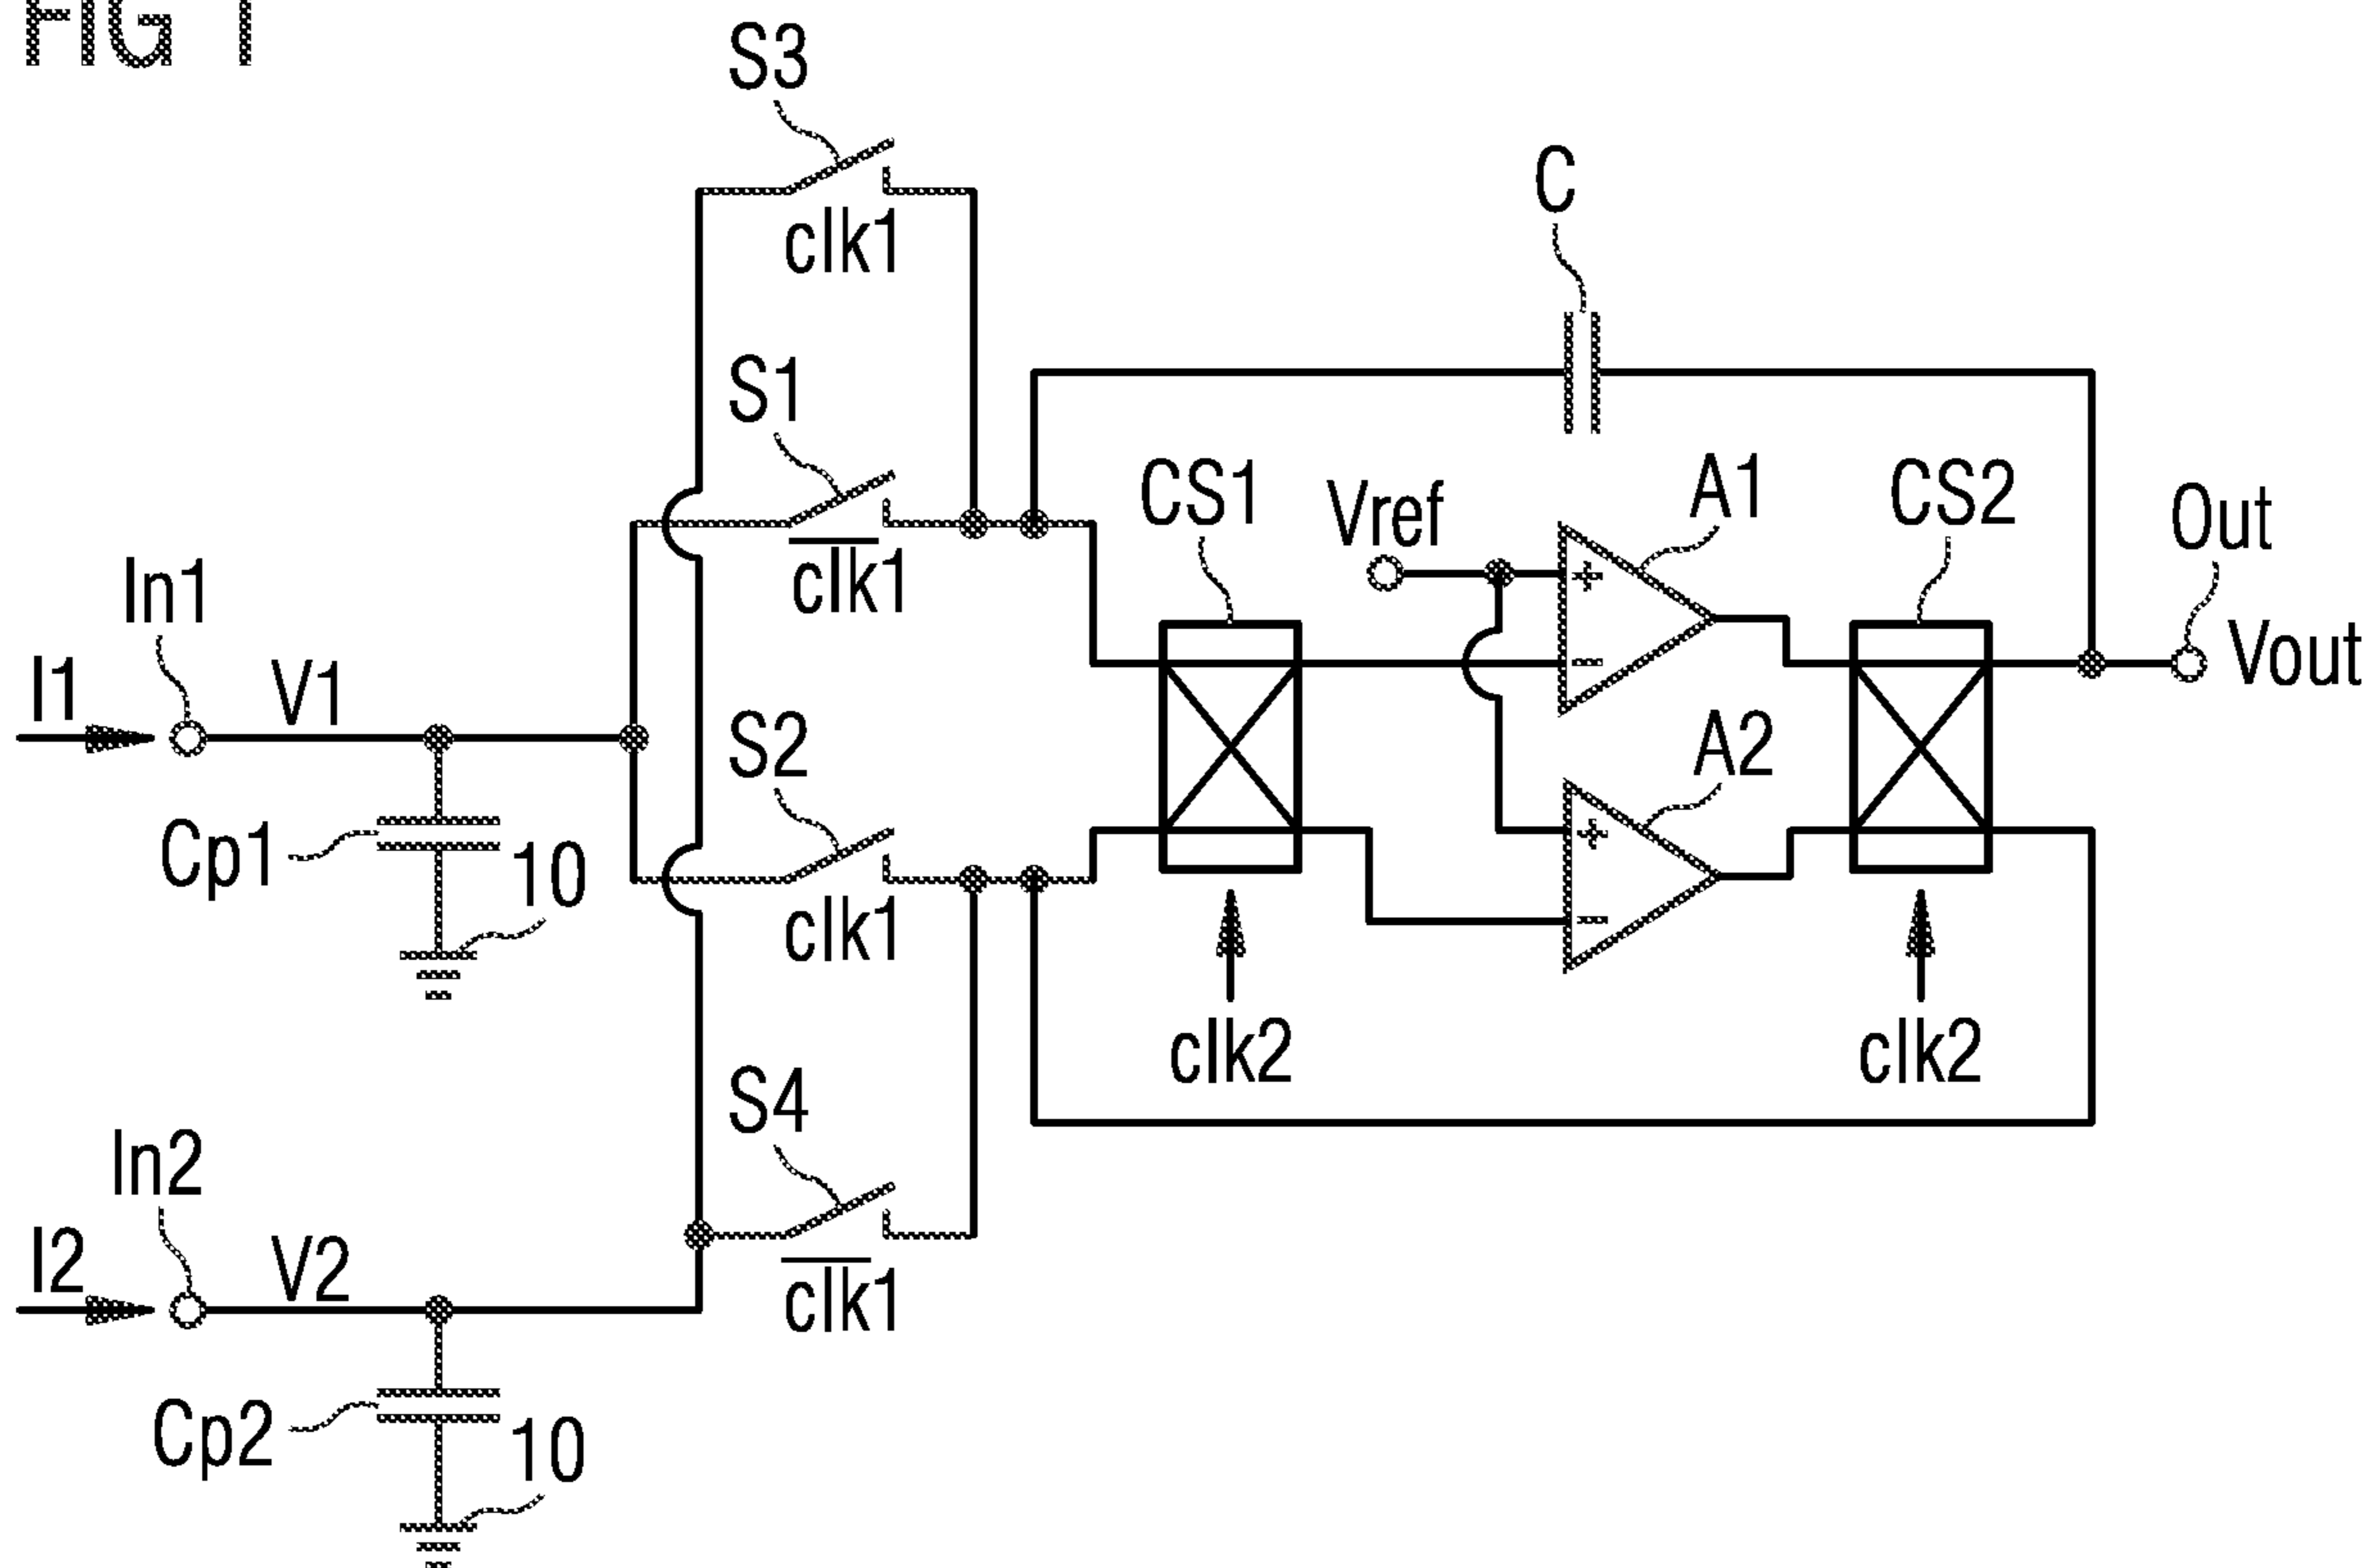 FIG 1
S3
clk1
C
S1
clk1
CS1
Vref
A1
CS2
Out
Vout
In1
I1
V1
S2
clk1
A2
Cp1
10
clk2
clk2
S4
clk1
In2
I2
V2
Cp2
10